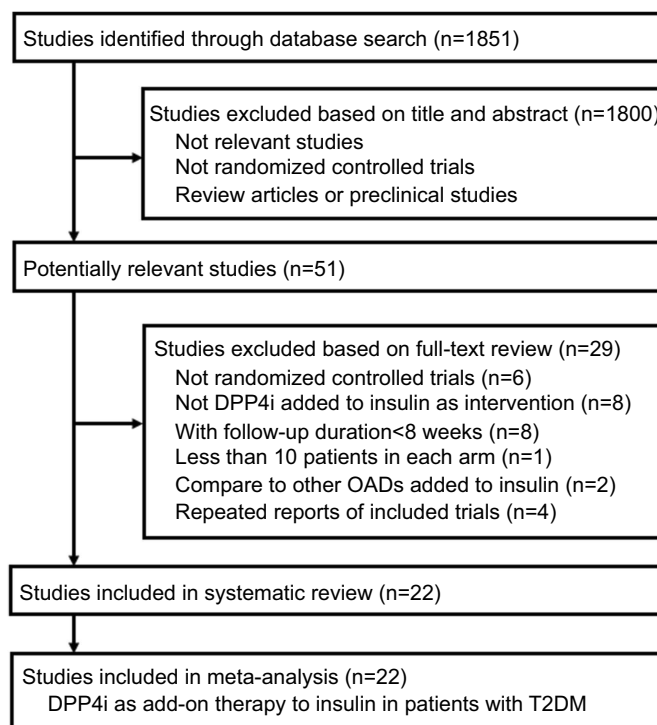 Studies identified through database search (n=1851)
Studies excluded based on title and abstract (n=1800)
Not relevant studies
Not randomized controlled trials
Review articles or preclinical studies
Potentially relevant studies (n=51)
Studies excluded based on full-text review (n=29)
Not randomized controlled trials (n=6)
Not DPP4i added to insulin as intervention (n=8)
With follow-up duration<8 weeks (n=8)
Less than 10 patients in each arm (n=1)
Compare to other OADs added to insulin (n=2)
Repeated reports of included trials (n=4)
Studies included in systematic review (n=22)
Studies included in meta-analysis (n=22)
DPP4i as add-on therapy to insulin in patients with T2DM